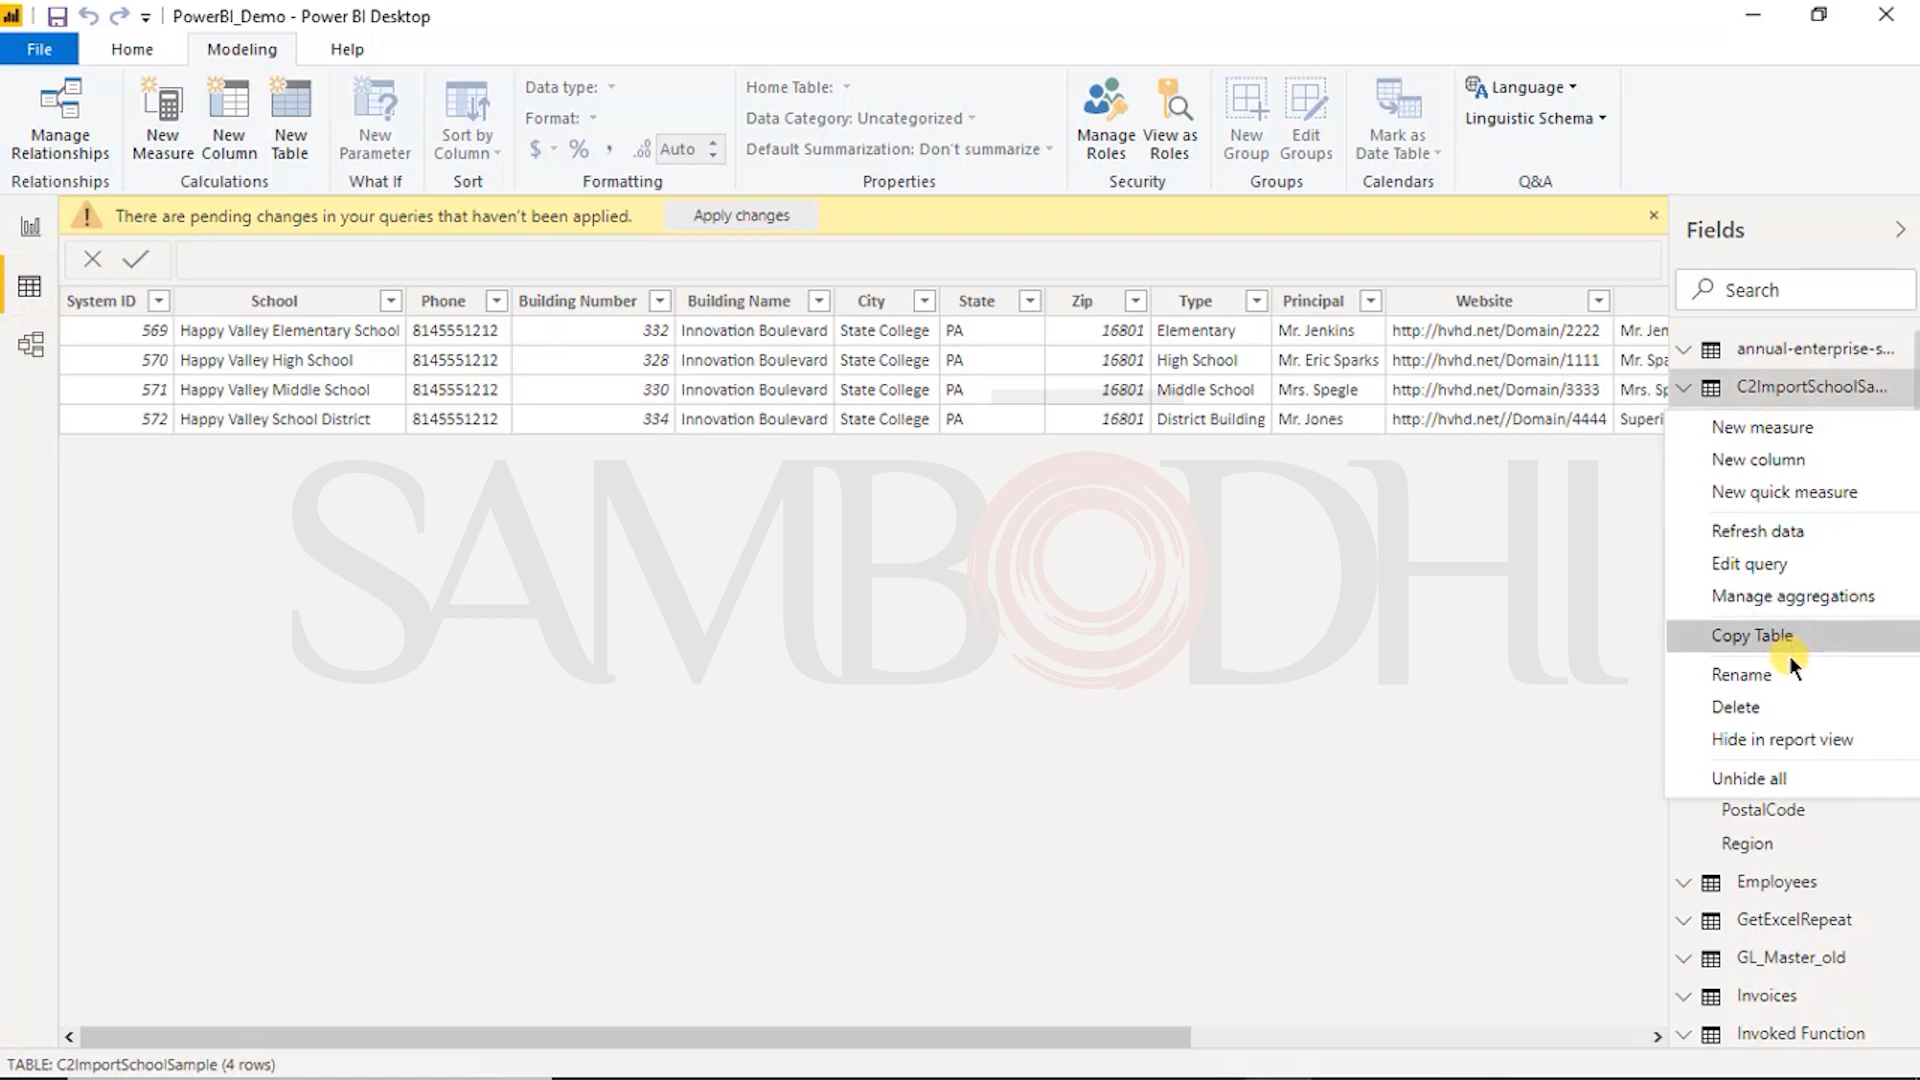 PowerBI_Demo - Power BI Desktop
File Home Modeling Help
Manage Relationships
New Measure
New Column
New Table
New Parameter
Sort by Column
Data type:
Format:
$ % , .00 Auto
Home Table:
Data Category: Uncategorized
Default Summarization: Don't summarize
Manage Roles
View as Roles
New Group
Edit Groups
Mark as Date Table
Language
Linguistic Schema
Relationships Calculations What If Sort Formatting Properties Security Groups Calendars Q&A
There are pending changes in your queries that haven't been applied. Apply changes
System ID School Phone Building Number Building Name City State Zip Type Principal Website
569 Happy Valley Elementary School 8145551212 332 Innovation Boulevard State College PA 16801 Elementary Mr. Jenkins http://hvhd.net/Domain/2222 Mr. Jen
570 Happy Valley High School 8145551212 328 Innovation Boulevard State College PA 16801 High School Mr. Eric Sparks http://hvhd.net/Domain/1111 Mr. Spa
571 Happy Valley Middle School 8145551212 330 Innovation Boulevard State College PA 16801 Middle School Mrs. Spegle http://hvhd.net/Domain/3333 Mrs. Sp
572 Happy Valley School District 8145551212 334 Innovation Boulevard State College PA 16801 District Building Mr. Jones http://hvhd.net//Domain/4444 Superi
SAMBODHI
Fields
Search
annual-enterprise-s...
C2ImportSchoolSa...
New measure
New column
New quick measure
Refresh data
Edit query
Manage aggregations
Copy Table
Rename
Delete
Hide in report view
Unhide all
PostalCode
Region
Employees
GetExcelRepeat
GL_Master_old
Invoices
Invoked Function
TABLE: C2ImportSchoolSample (4 rows)